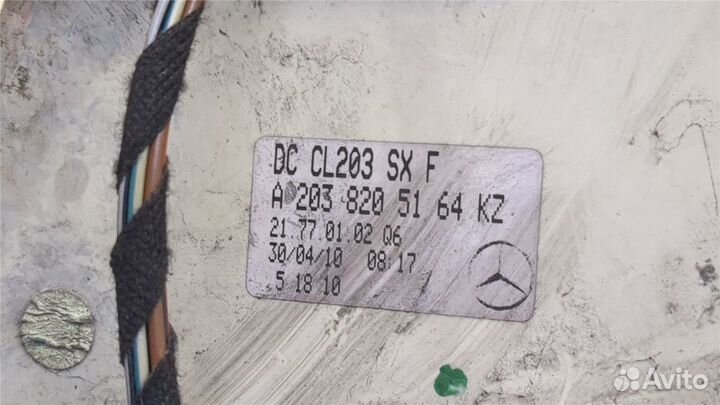 DC CL203 SX F
A 203 820 51 64 KZ
21.77.01.02 Q6
30/04/10 08:17
5 18 10
Avito